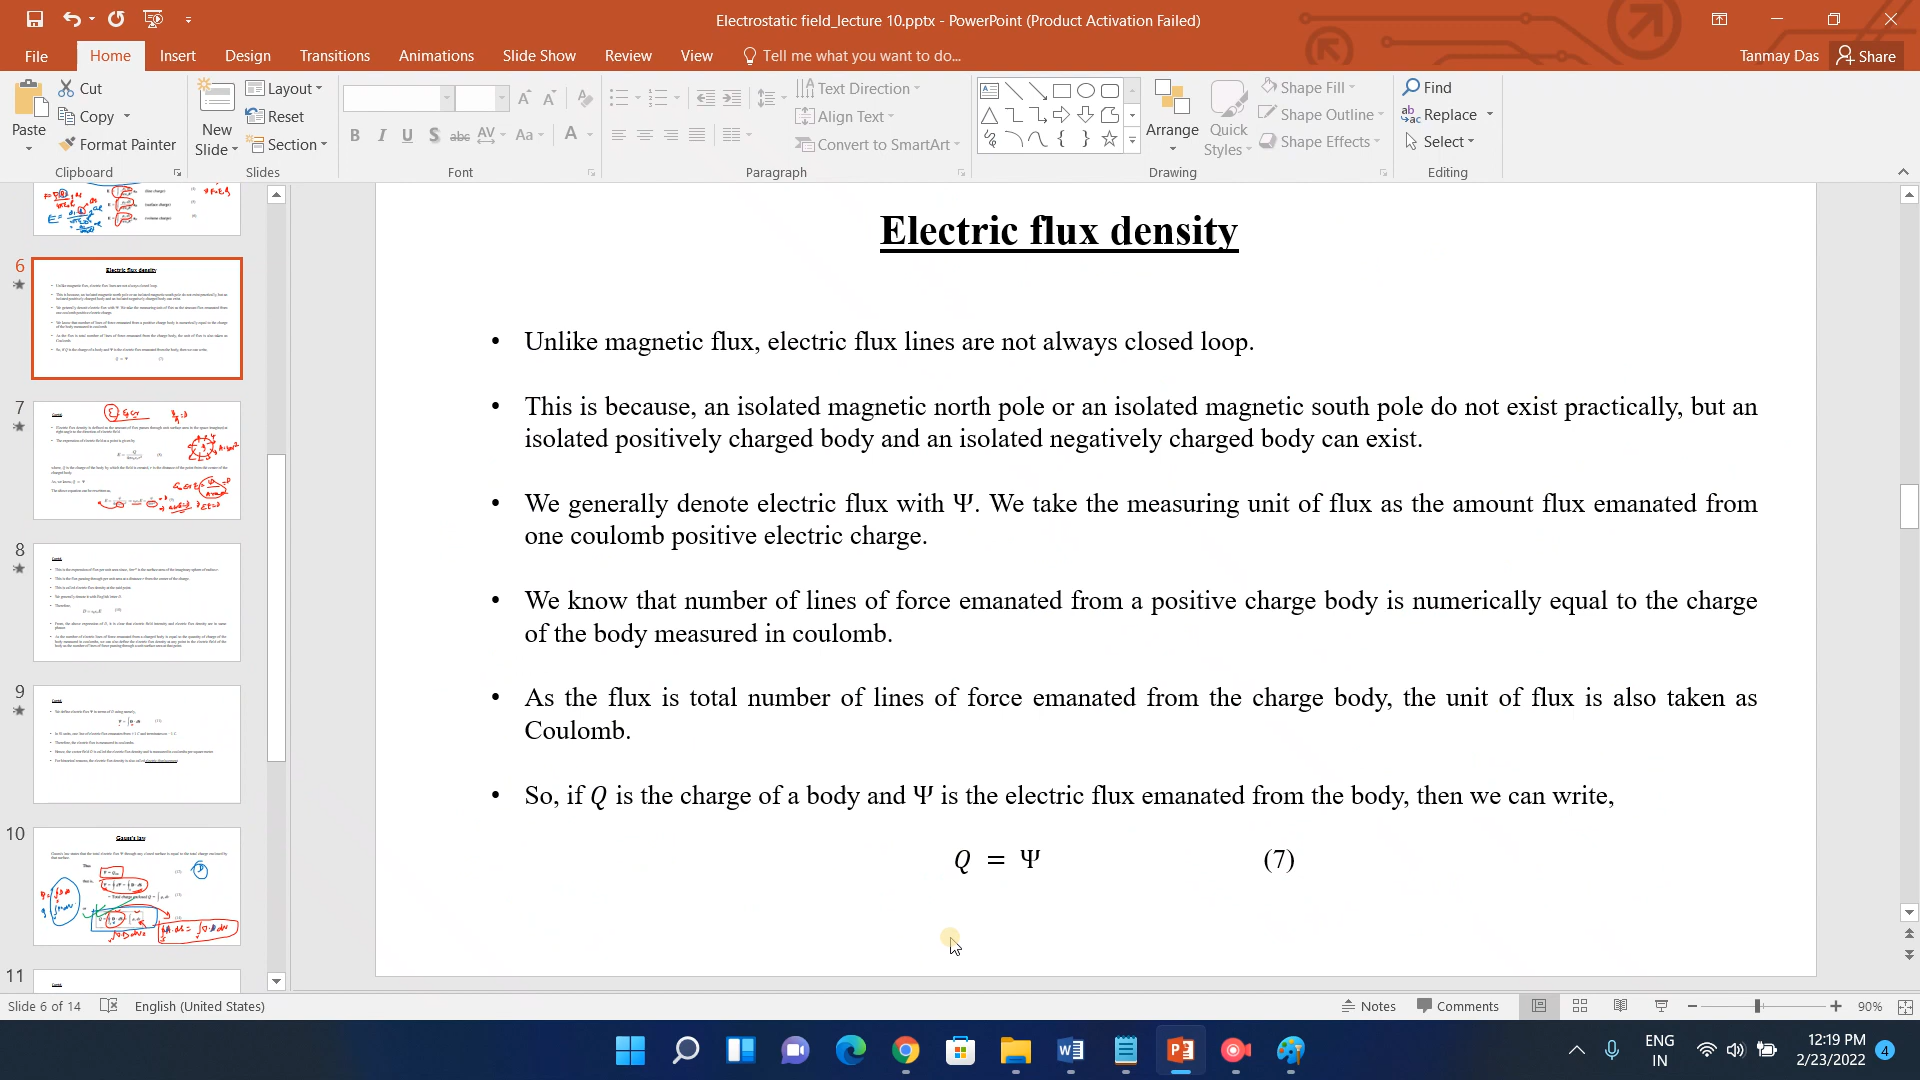 Electrostatic field_lecture 10.pptx - PowerPoint (Product Activation Failed)
File Home Insert Design Transitions Animations Slide Show Review View Tell me what you want to do... Tanmay Das Share
Paste Cut Copy Format Painter
Clipboard
New Slide Layout Reset Section
Slides
B I U S abc AV Aa A
Font
Text Direction
Align Text
Convert to SmartArt
Paragraph
Arrange Quick Styles
Shape Fill
Shape Outline
Shape Effects
Drawing
Find
Replace
Select
Editing
6
Electric flux density
7
8
9
10
Gauss's law
11
Electric flux density
• Unlike magnetic flux, electric flux lines are not always closed loop.
• This is because, an isolated magnetic north pole or an isolated magnetic south pole do not exist practically, but an
isolated positively charged body and an isolated negatively charged body can exist.
• We generally denote electric flux with Ψ. We take the measuring unit of flux as the amount flux emanated from
one coulomb positive electric charge.
• We know that number of lines of force emanated from a positive charge body is numerically equal to the charge
of the body measured in coulomb.
• As the flux is total number of lines of force emanated from the charge body, the unit of flux is also taken as
Coulomb.
• So, if Q is the charge of a body and Ψ is the electric flux emanated from the body, then we can write,
Q = Ψ (7)
Slide 6 of 14 English (United States) Notes Comments 90%
ENG
IN
12:19 PM
2/23/2022
4